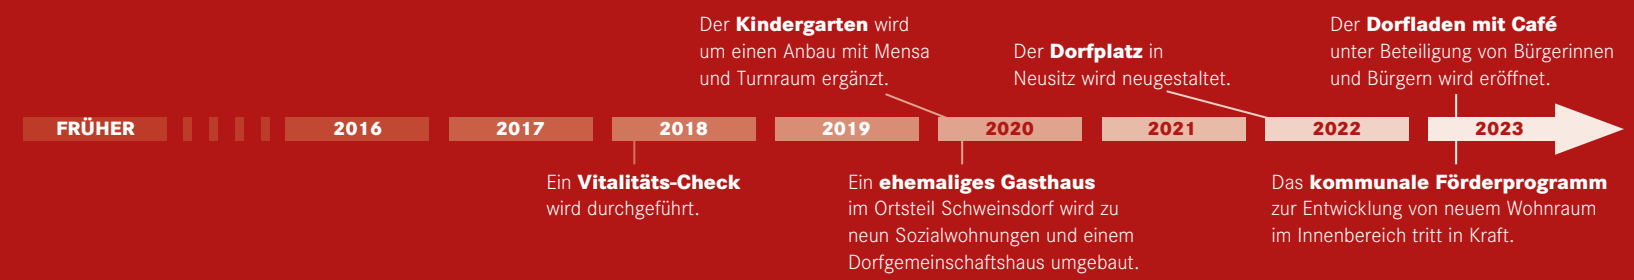 Der Kindergarten wird
um einen Anbau mit Mensa
und Turnraum ergänzt.
Der Dorfplatz in
Neusitz wird neugestaltet.
Der Dorfladen mit Café
unter Beteiligung von Bürgerinnen
und Bürgern wird eröffnet.
FRÜHER 2016 2017 2018 2019 2020 2021 2022 2023
Ein Vitalitäts-Check
wird durchgeführt.
Ein ehemaliges Gasthaus
im Ortsteil Schweinsdorf wird zu
neun Sozialwohnungen und einem
Dorfgemeinschaftshaus umgebaut.
Das kommunale Förderprogramm
zur Entwicklung von neuem Wohnraum
im Innenbereich tritt in Kraft.